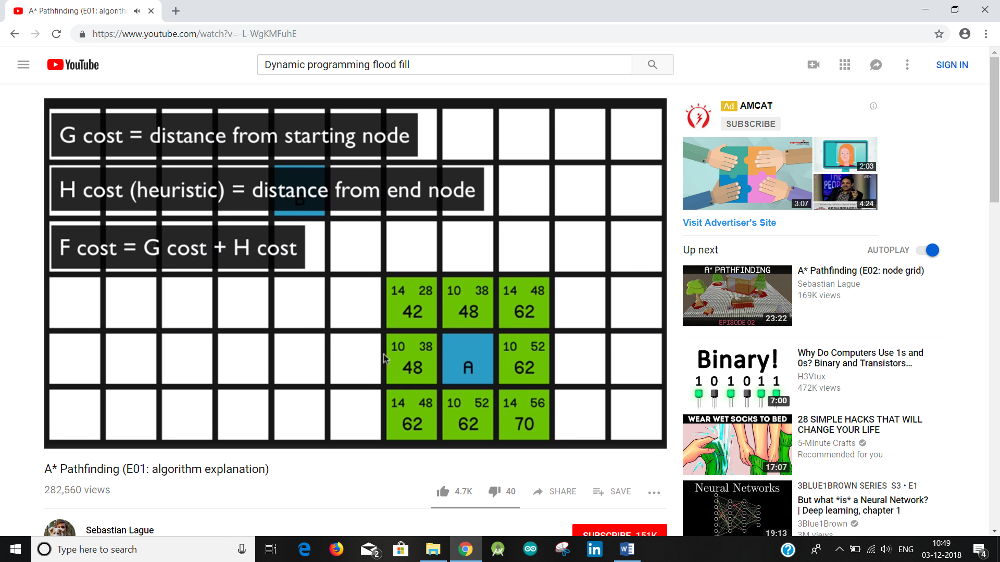 A* Pathfinding (E01: algorith
https://www.youtube.com/watch?v=-L-WgKMFuhE
YouTube
Dynamic programming flood fill
SIGN IN
G cost = distance from starting node
H cost (heuristic) = distance from end node
B
F cost = G cost + H cost
14 28 10 38 14 48
42 48 62
10 38 10 52
48 A 62
14 48 10 52 14 56
62 62 70
A* Pathfinding (E01: algorithm explanation)
282,560 views
4.7K 40 SHARE SAVE
Sebastian Lague
SUBSCRIBE 151K
Ad AMCAT
SUBSCRIBE
aspiringminds
3:07
2:03
THE
PEOP
4:24
Visit Advertiser's Site
Up next AUTOPLAY
A* PATHFINDING
EPISODE 02
23:22
A* Pathfinding (E02: node grid)
Sebastian Lague
169K views
Binary!
1 0 1 0 1 1
7:00
Why Do Computers Use 1s and
0s? Binary and Transistors...
H3Vtux
472K views
WEAR WET SOCKS TO BED
17:07
28 SIMPLE HACKS THAT WILL
CHANGE YOUR LIFE
5-Minute Crafts
Recommended for you
Neural Networks
19:13
3BLUE1BROWN SERIES S3 • E1
But what *is* a Neural Network?
| Deep learning, chapter 1
3Blue1Brown
3M views
Type here to search
2
ENG
10:49
03-12-2018
4